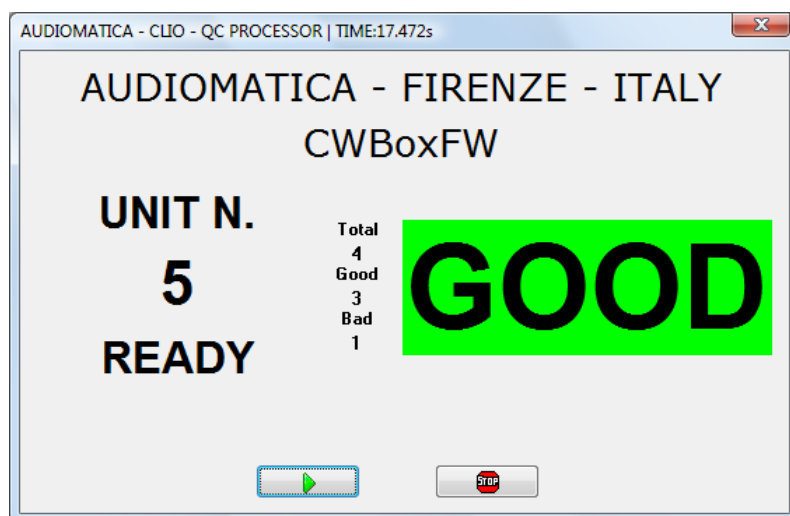 AUDIOMATICA - CLIO - QC PROCESSOR | TIME:17.472s
AUDIOMATICA - FIRENZE - ITALY
CWBoxFW
UNIT N.
5
READY
Total
4
Good
3
Bad
1
GOOD
STOP